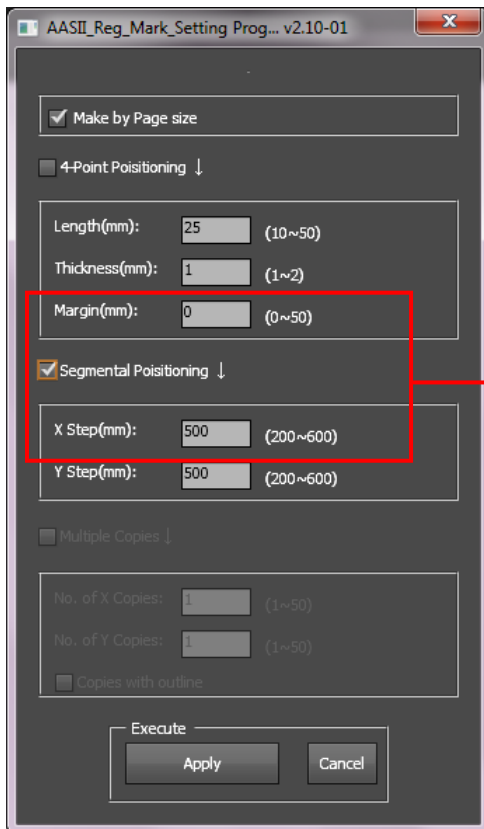 AASII_Reg_Mark_Setting Prog... v2.10-01
Make by Page size
4-Point Poisitioning ↓
Length(mm): 25 (10~50)
Thickness(mm): 1 (1~2)
Margin(mm): 0 (0~50)
Segmental Poisitioning ↓
X Step(mm): 500 (200~600)
Y Step(mm): 500 (200~600)
Multiple Copies ↓
No. of X Copies: 1 (1~50)
No. of Y Copies: 1 (1~50)
Copies with outline
Execute
Apply Cancel